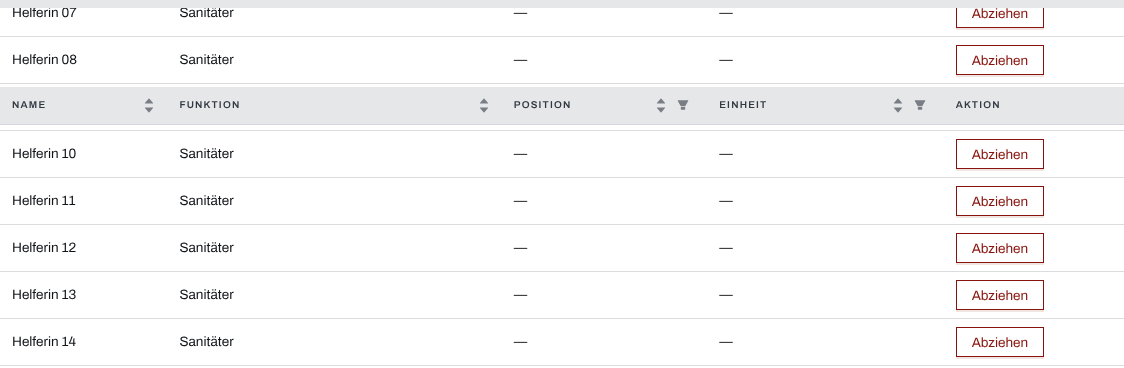 Helferin 07 Sanitäter — — Abziehen
Helferin 08 Sanitäter — — Abziehen
NAME FUNKTION POSITION EINHEIT AKTION
Helferin 10 Sanitäter — — Abziehen
Helferin 11 Sanitäter — — Abziehen
Helferin 12 Sanitäter — — Abziehen
Helferin 13 Sanitäter — — Abziehen
Helferin 14 Sanitäter — — Abziehen